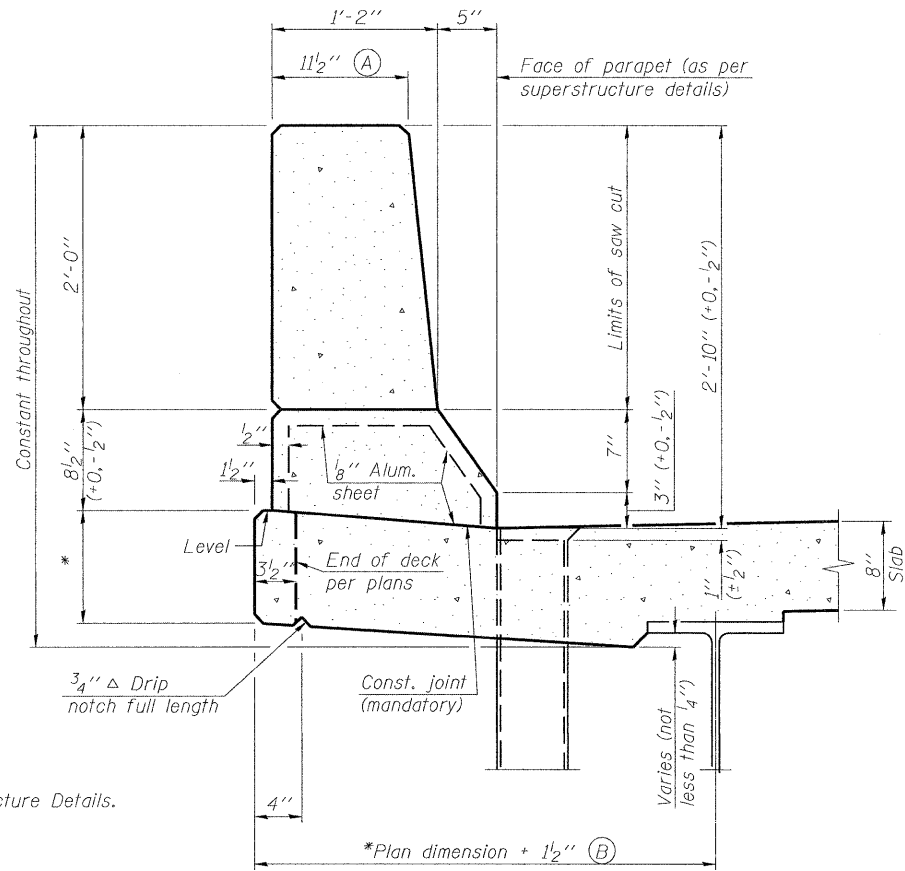 1'-2"
5"
11½" (A)
Face of parapet (as per
superstructure details)
Constant throughout
2'-0"
Limits of saw cut
2'-10" (+0,-½")
8½"
(+0,-½")
½"
1½"
⅛" Alum.
sheet
7"
3" (+0,-½")
*
Level
3½"
End of deck
per plans
1"
(±½")
8"
Slab
¾" △ Drip
notch full length
Const. joint
(mandatory)
Varies (not
less than ¼")
cture Details.
4"
*Plan dimension + 1½" (B)